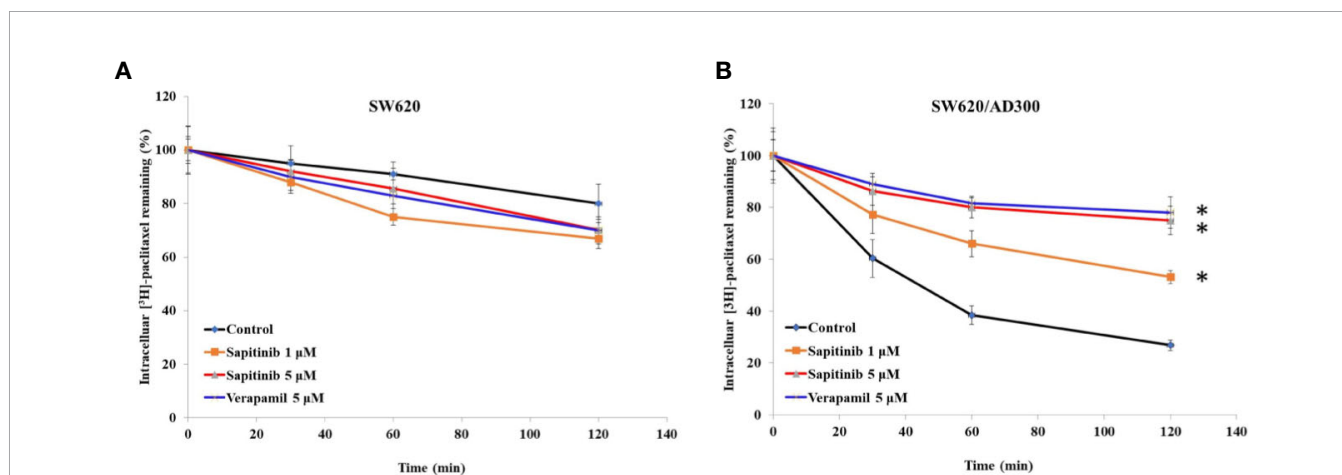 A
SW620
Intracelluar [³H]-paclitaxel remaining (%)
120
100
80
60
40
20
0
Control
Sapitinib 1 μM
Sapitinib 5 μM
Verapamil 5 μM
0 20 40 60 80 100 120 140
Time (min)
B
SW620/AD300
Intracelluar [3H]-paclitaxel remaining (%)
120
100
80
60
40
20
0
*
*
*
Control
Sapitinib 1 μM
Sapitinib 5 μM
Verapamil 5 μM
0 20 40 60 80 100 120 140
Time (min)